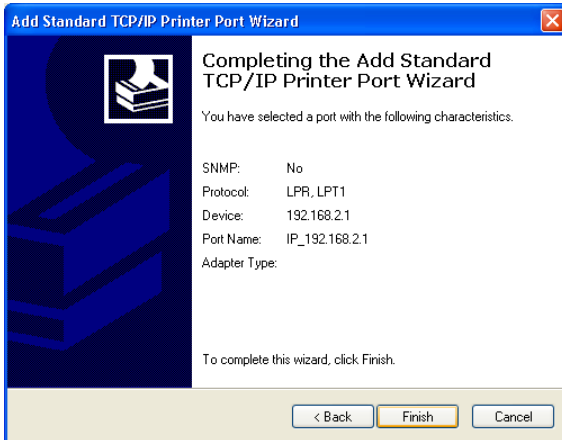 Add Standard TCP/IP Printer Port Wizard
Completing the Add Standard
TCP/IP Printer Port Wizard
You have selected a port with the following characteristics.
SNMP: No
Protocol: LPR, LPT1
Device: 192.168.2.1
Port Name: IP_192.168.2.1
Adapter Type:
To complete this wizard, click Finish.
< Back Finish Cancel